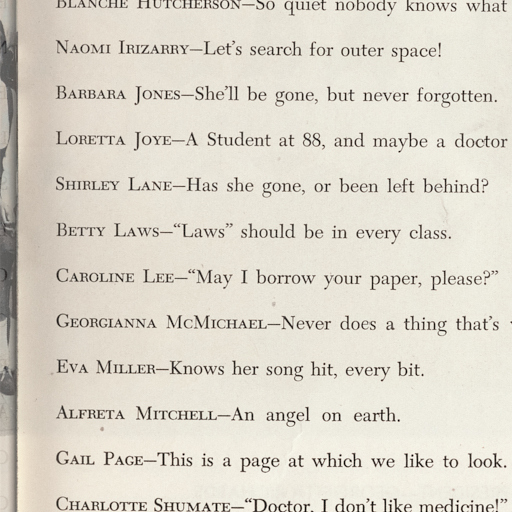 Blanche Hutcherson—So quiet nobody knows what
Naomi Irizarry—Let's search for outer space!
Barbara Jones—She'll be gone, but never forgotten.
Loretta Joye—A Student at 88, and maybe a doctor
Shirley Lane—Has she gone, or been left behind?
Betty Laws—“Laws” should be in every class.
Caroline Lee—“May I borrow your paper, please?”
Georgianna McMichael—Never does a thing that's
Eva Miller—Knows her song hit, every bit.
Alfreta Mitchell—An angel on earth.
Gail Page—This is a page at which we like to look.
Charlotte Shumate—“Doctor, I don't like medicine!”